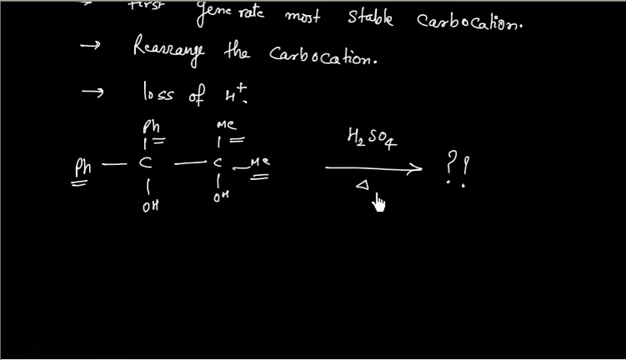 → First generate most stable carbocation.
→ Rearrange the carbocation.
→ loss of H⁺.
Ph Me H₂SO₄
Ph — C — C — Me ⟶ ?!
OH OH Δ